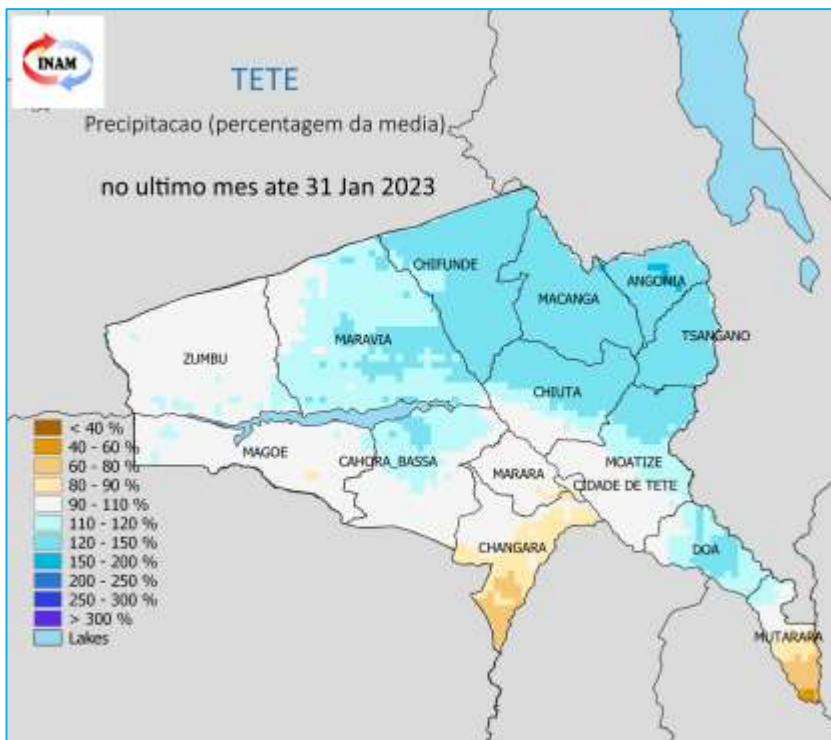 INAM
TETE
Precipitacao (percentagem da media)
no ultimo mes ate 31 Jan 2023
CHIFUNDE
ANGONIA
MACANGA
TSANGANO
MARAVIA
ZUMBU
CHIUTA
MAGOE
CAHORA_BASSA
MARARA
MOATIZE
CIDADE DE TETE
CHANGARA
DOA
MUTARARA
< 40 %
40 - 60 %
60 - 80 %
80 - 90 %
90 - 110 %
110 - 120 %
120 - 150 %
150 - 200 %
200 - 250 %
250 - 300 %
> 300 %
Lakes